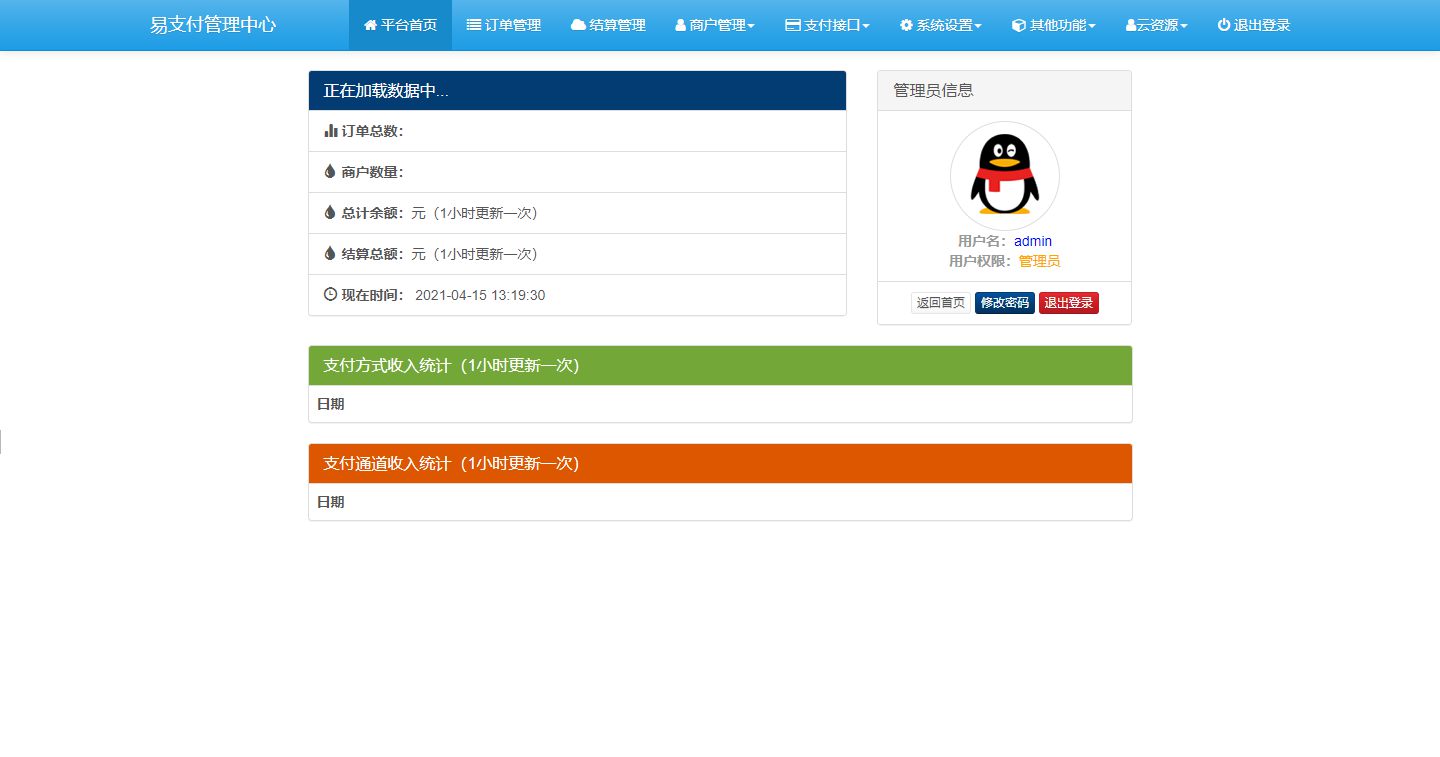 易支付管理中心 平台首页 订单管理 结算管理 商户管理 支付接口 系统设置 其他功能 云资源 退出登录
正在加载数据中...
订单总数：
商户数量：
总计余额：元（1小时更新一次）
结算总额：元（1小时更新一次）
现在时间： 2021-04-15 13:19:30
管理员信息
用户名：admin
用户权限：管理员
返回首页 修改密码 退出登录
支付方式收入统计（1小时更新一次）
日期
支付通道收入统计（1小时更新一次）
日期